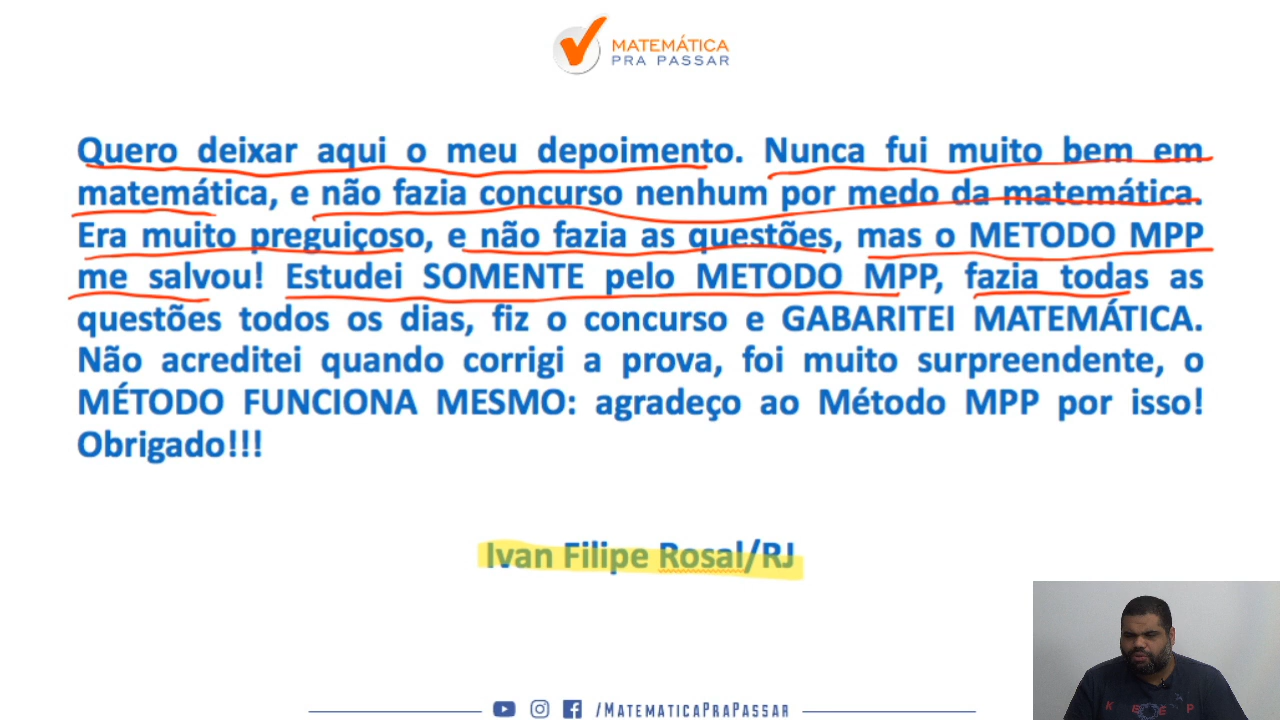 MATEMÁTICA
PRA PASSAR
Quero deixar aqui o meu depoimento. Nunca fui muito bem em
matemática, e não fazia concurso nenhum por medo da matemática.
Era muito preguiçoso, e não fazia as questões, mas o METODO MPP
me salvou! Estudei SOMENTE pelo METODO MPP, fazia todas as
questões todos os dias, fiz o concurso e GABARITEI MATEMÁTICA.
Não acreditei quando corrigi a prova, foi muito surpreendente, o
MÉTODO FUNCIONA MESMO: agradeço ao Método MPP por isso!
Obrigado!!!
Ivan Filipe Rosal/RJ
/MATEMATICAPRAPASSAR